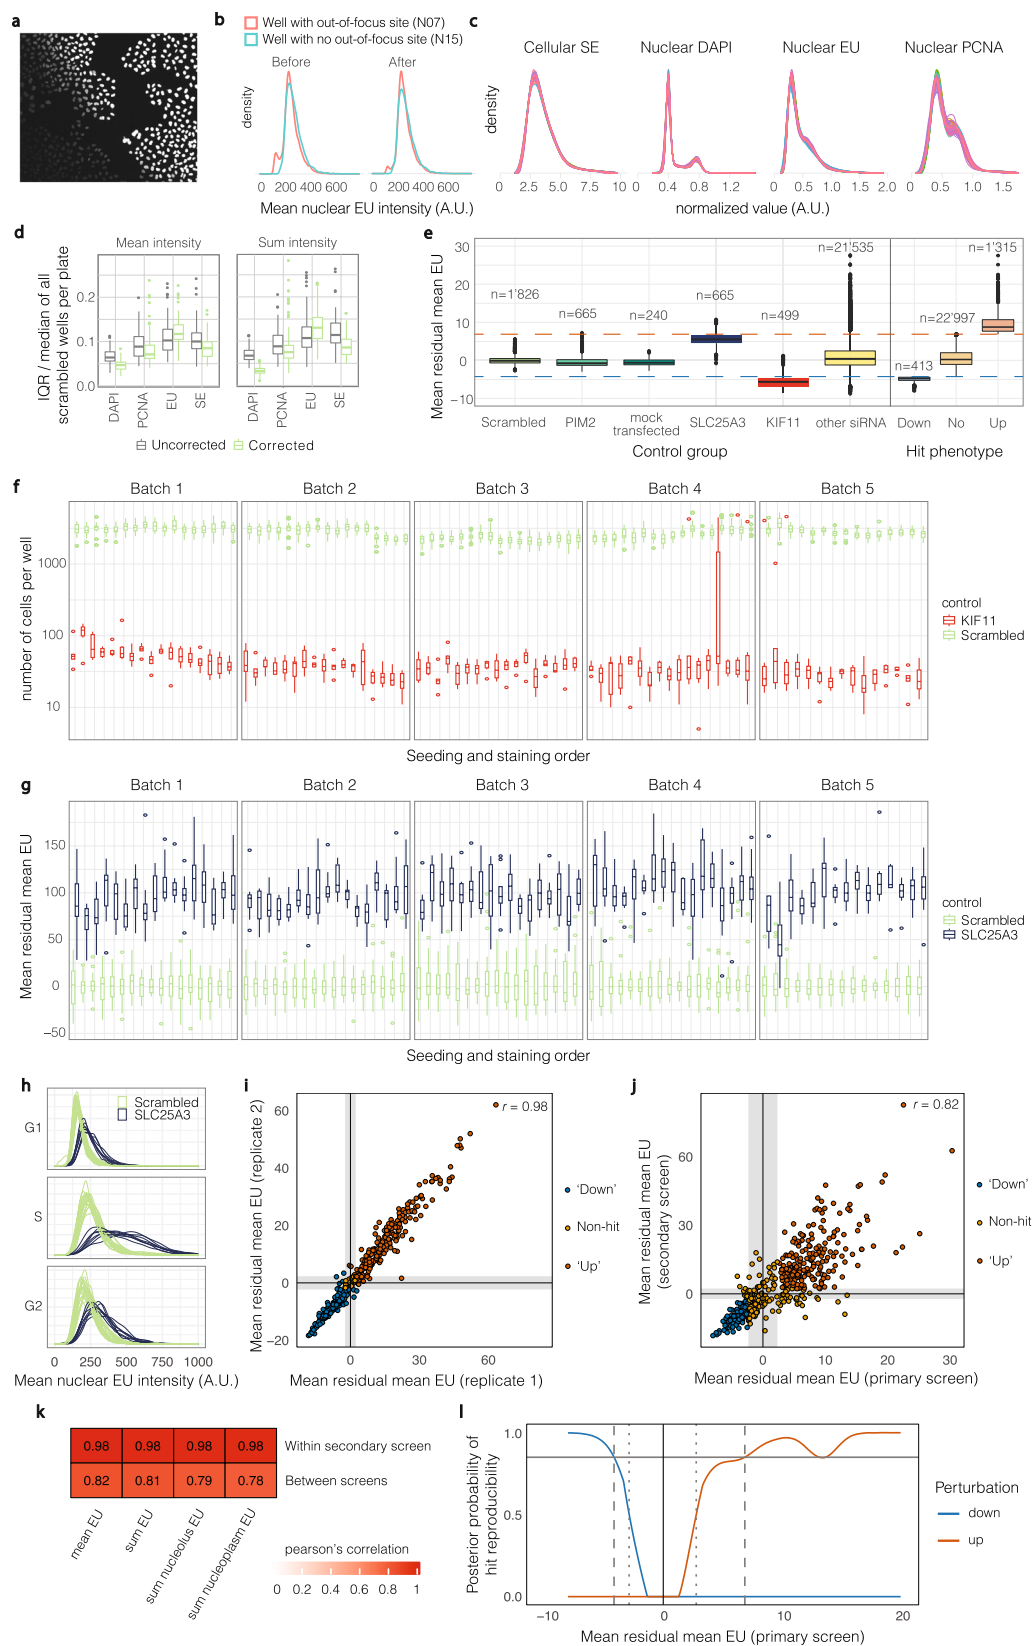 a
b
Well with out-of-focus site (N07)
Well with no out-of-focus site (N15)
Before
After
density
0 200 400 600
0 200 400 600
Mean nuclear EU intensity (A.U.)
c
Cellular SE
Nuclear DAPI
Nuclear EU
Nuclear PCNA
density
2.5 5.0 7.5 10
0.4 0.8 1.2
0 0.5 1.0 1.5 2.0
0 0.5 1.0 1.5
normalized value (A.U.)
d
Mean intensity
Sum intensity
IQR / median of all
scrambled wells per plate
0.2
0.1
0.0
DAPI
PCNA
EU
SE
DAPI
PCNA
EU
SE
Uncorrected
Corrected
e
Mean residual mean EU
30
20
10
0
−10
n=1'826
n=665
n=240
n=665
n=499
n=21'535
n=413
n=22'997
n=1'315
Scrambled
PIM2
mock
transfected
SLC25A3
KIF11
other siRNA
Down
No
Up
Control group
Hit phenotype
f
Batch 1
Batch 2
Batch 3
Batch 4
Batch 5
number of cells per well
1000
100
10
control
KIF11
Scrambled
Seeding and staining order
g
Batch 1
Batch 2
Batch 3
Batch 4
Batch 5
Mean residual mean EU
150
100
50
0
−50
control
Scrambled
SLC25A3
Seeding and staining order
h
Scrambled
SLC25A3
G1
S
G2
0 250 500 750 1000
Mean nuclear EU intensity (A.U.)
i
Mean residual mean EU (replicate 2)
60
40
20
0
−20
r = 0.98
'Down'
Non-hit
'Up'
0 30 60
Mean residual mean EU (replicate 1)
j
Mean residual mean EU
(secondary screen)
60
30
0
r = 0.82
'Down'
Non-hit
'Up'
−10 0 10 20 30
Mean residual mean EU (primary screen)
k
0.98 0.98 0.98 0.98 Within secondary screen
0.82 0.81 0.79 0.78 Between screens
mean EU
sum EU
sum nucleolus EU
sum nucleoplasm EU
pearson's correlation
0 0.2 0.4 0.6 0.8 1
l
Posterior probability of
hit reproducibility
1.0
0.5
0.0
Perturbation
down
up
−10 0 10 20
Mean residual mean EU (primary screen)